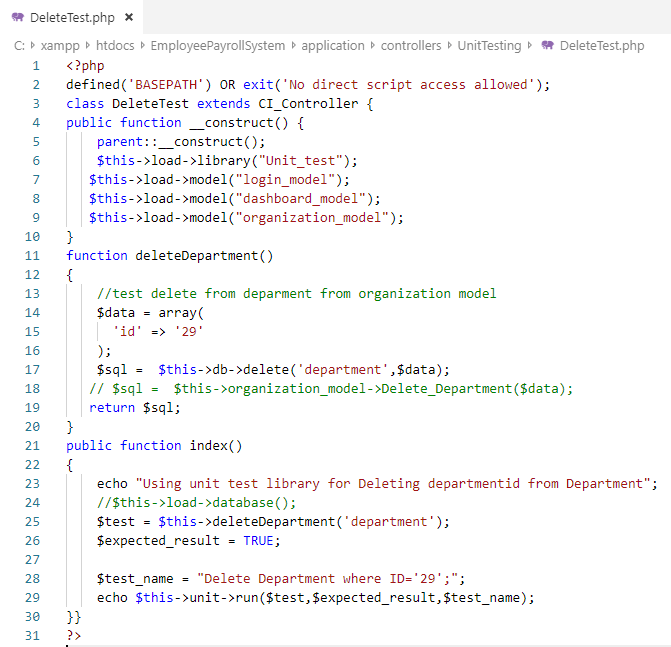 DeleteTest.php ×
C: > xampp > htdocs > EmployeePayrollSystem > application > controllers > UnitTesting > DeleteTest.php
1 <?php
2 defined('BASEPATH') OR exit('No direct script access allowed');
3 class DeleteTest extends CI_Controller {
4 public function __construct() {
5     parent::__construct();
6     $this->load->library("Unit_test");
7    $this->load->model("login_model");
8    $this->load->model("dashboard_model");
9    $this->load->model("organization_model");
10 }
11 function deleteDepartment()
12 {
13     //test delete from deparment from organization model
14     $data = array(
15       'id' => '29'
16     );
17     $sql =  $this->db->delete('department',$data);
18    // $sql =  $this->organization_model->Delete_Department($data);
19    return $sql;
20 }
21 public function index()
22 {
23     echo "Using unit test library for Deleting departmentid from Department";
24     //$this->load->database();
25     $test = $this->deleteDepartment('department');
26     $expected_result = TRUE;
27
28     $test_name = "Delete Department where ID='29';";
29     echo $this->unit->run($test,$expected_result,$test_name);
30 }}
31 ?>